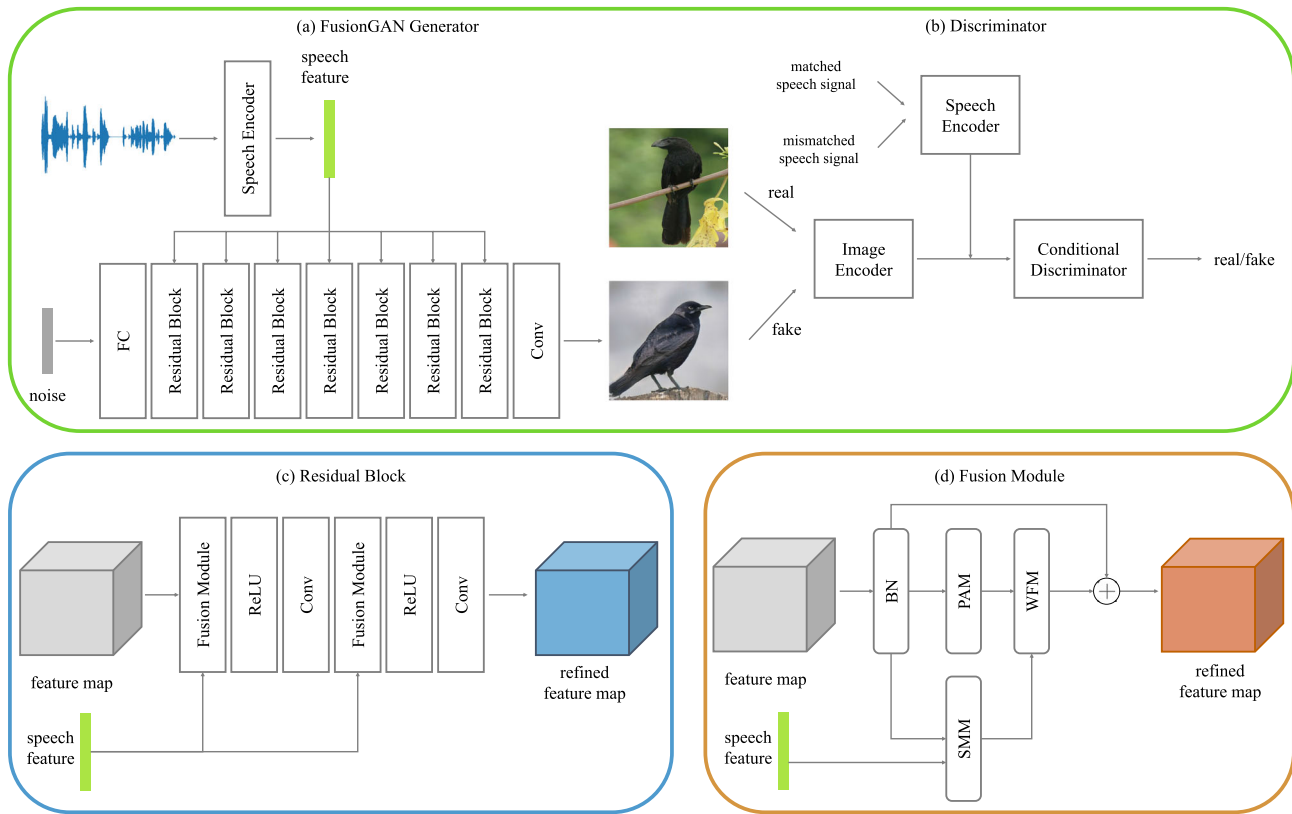 (a) FusionGAN Generator
speech
feature
Speech Encoder
noise
FC
Residual Block
Residual Block
Residual Block
Residual Block
Residual Block
Residual Block
Residual Block
Conv
(b) Discriminator
matched
speech signal
mismatched
speech signal
Speech
Encoder
real
fake
Image
Encoder
Conditional
Discriminator
real/fake
(c) Residual Block
feature map
speech
feature
Fusion Module
ReLU
Conv
Fusion Module
ReLU
Conv
refined
feature map
(d) Fusion Module
feature map
speech
feature
BN
PAM
WFM
SMM
refined
feature map